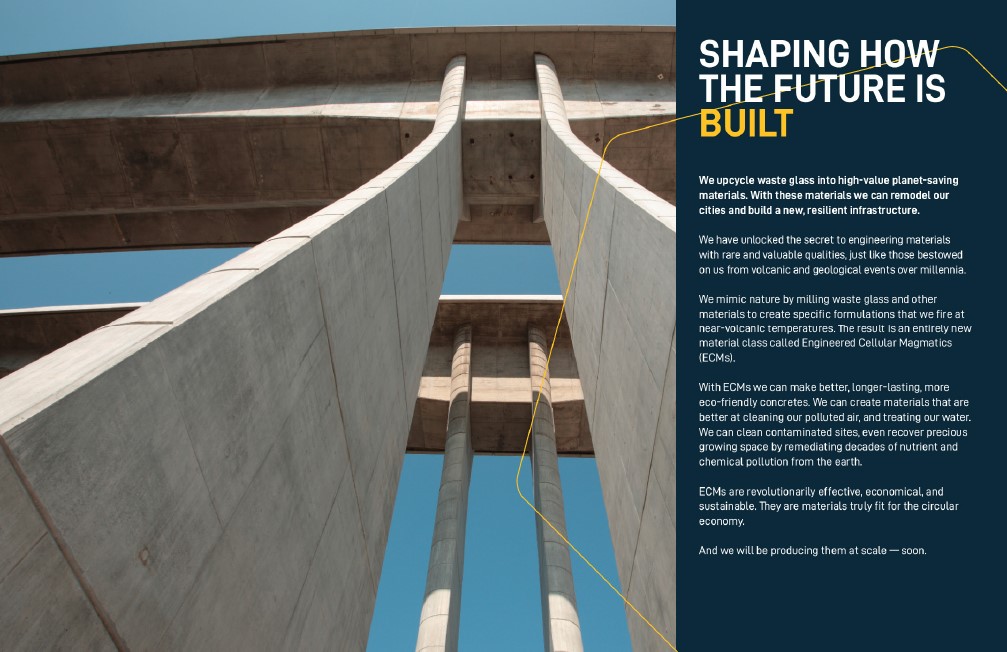 SHAPING HOW
THE FUTURE IS
BUILT
We upcycle waste glass into high-value planet-saving
materials. With these materials we can remodel our
cities and build a new, resilient infrastructure.
We have unlocked the secret to engineering materials
with rare and valuable qualities, just like those bestowed
on us from volcanic and geological events over millennia.
We mimic nature by milling waste glass and other
materials to create specific formulations that we fire at
near-volcanic temperatures. The result is an entirely new
material class called Engineered Cellular Magmatics
(ECMs).
With ECMs we can make better, longer-lasting, more
eco-friendly concretes. We can create materials that are
better at cleaning our polluted air, and treating our water.
We can clean contaminated sites, even recover precious
growing space by remediating decades of nutrient and
chemical pollution from the earth.
ECMs are revolutionarily effective, economical, and
sustainable. They are materials truly fit for the circular
economy.
And we will be producing them at scale — soon.